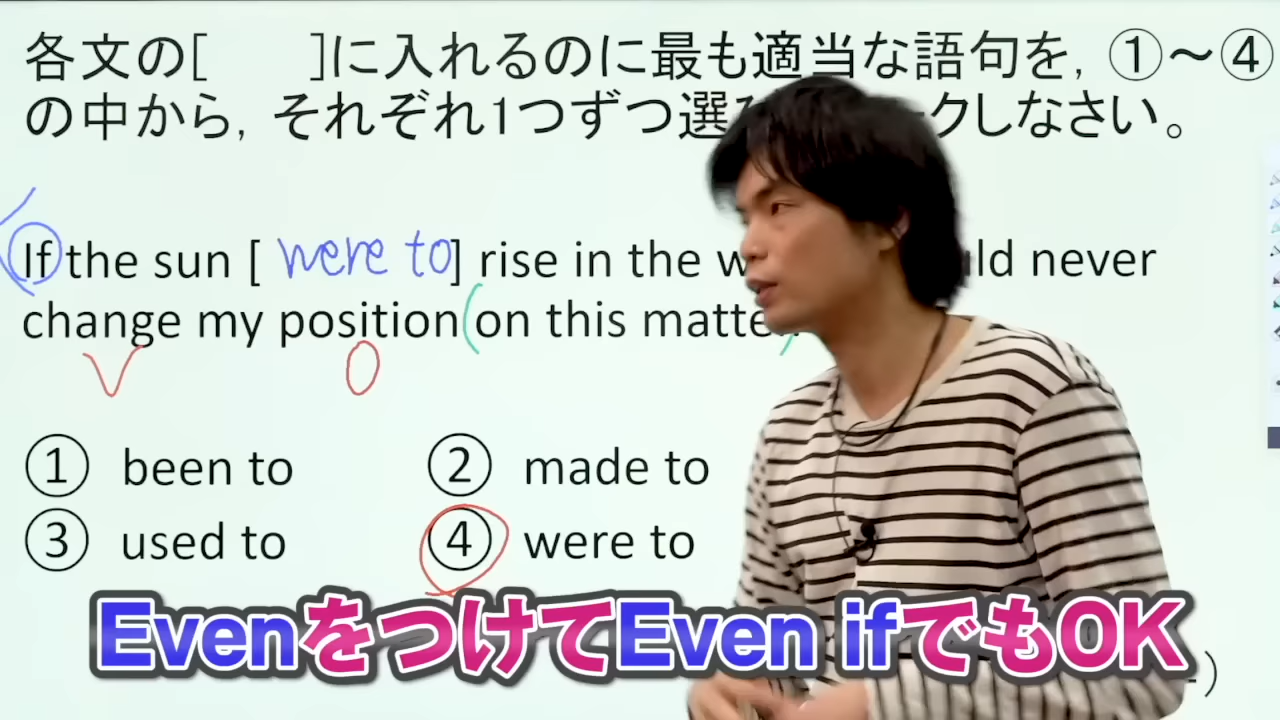 各文の[ ]に入れるのに最も適当な語句を, ①～④
の中から, それぞれ1つずつ選 クしなさい。
If the sun [ were to ] rise in the ld never
change my position (on this matte
V O
① been to ② made to
③ used to ④ were to
EvenをつけてEven ifでもOK